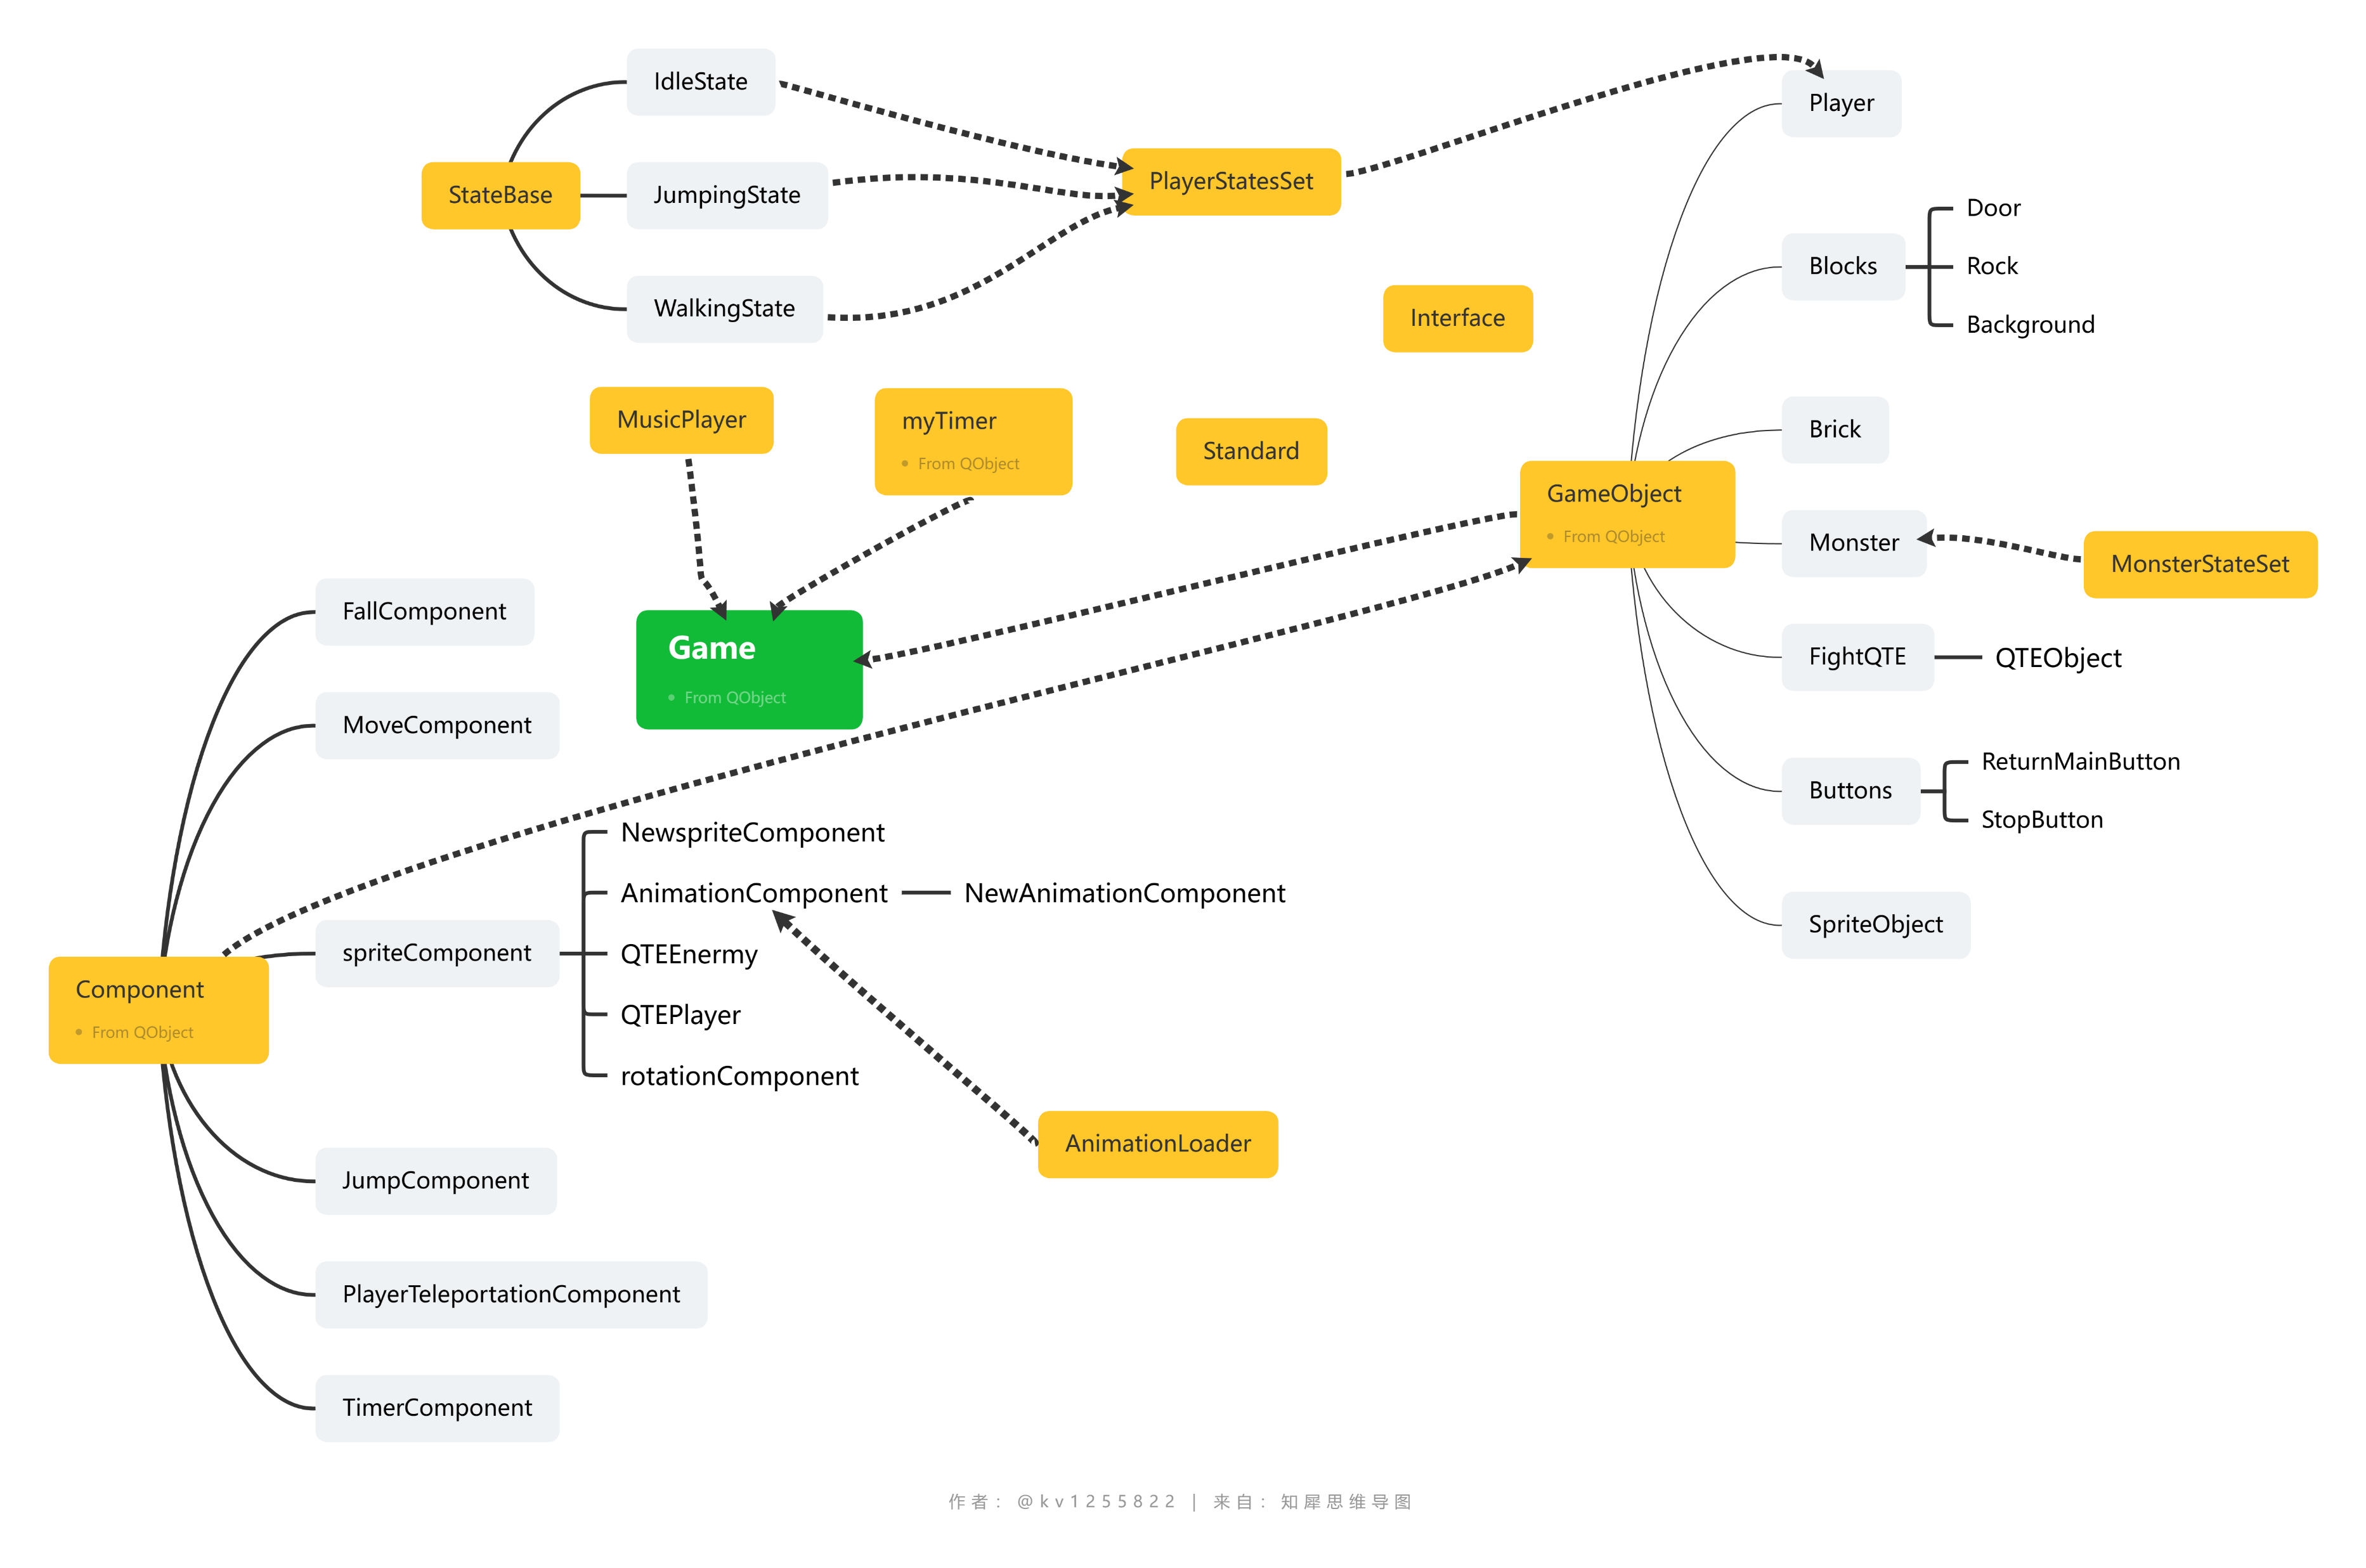 IdleState
StateBase
JumpingState
WalkingState
PlayerStatesSet
Player
Blocks
Door
Rock
Background
Interface
MusicPlayer
myTimer
From QObject
Standard
Brick
GameObject
From QObject
Monster
MonsterStateSet
FightQTE
QTEObject
Buttons
ReturnMainButton
StopButton
SpriteObject
Game
From QObject
FallComponent
MoveComponent
spriteComponent
NewspriteComponent
AnimationComponent
NewAnimationComponent
QTEEnermy
QTEPlayer
rotationComponent
Component
From QObject
AnimationLoader
JumpComponent
PlayerTeleportationComponent
TimerComponent
作者：@kv1255822 | 来自：知犀思维导图